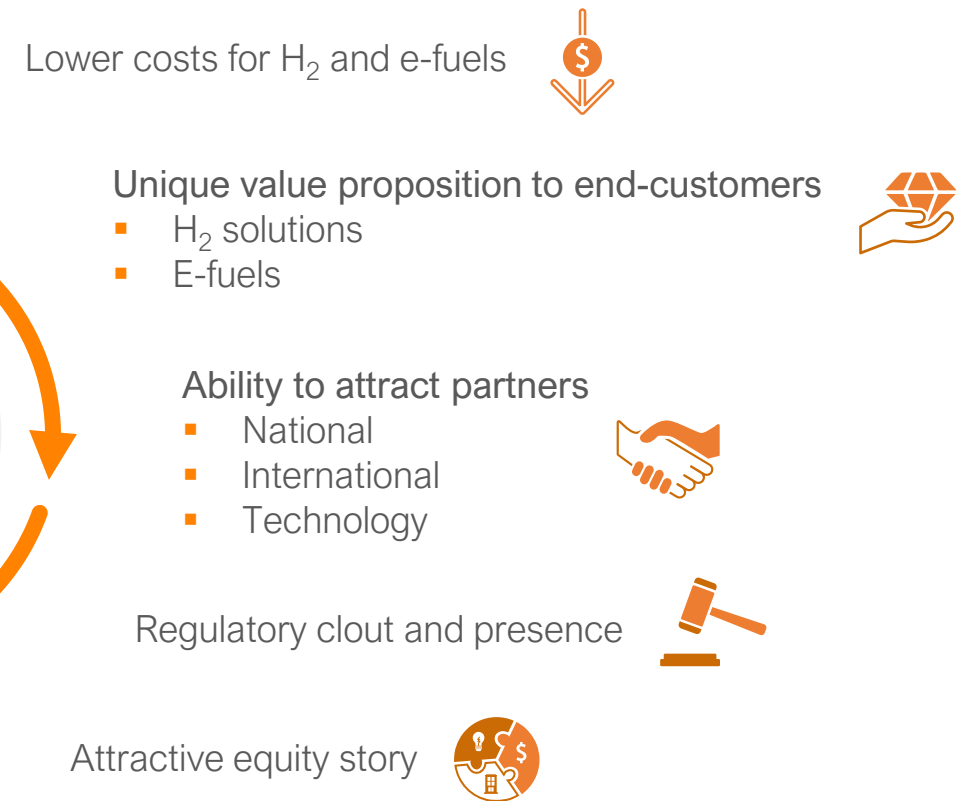 Lower costs for H₂ and e-fuels
$
Unique value proposition to end-customers
▪ H₂ solutions
▪ E-fuels
Ability to attract partners
▪ National
▪ International
▪ Technology
Regulatory clout and presence
Attractive equity story
$